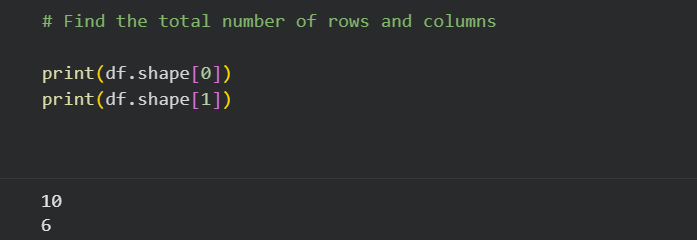 # Find the total number of rows and columns
print(df.shape[0])
print(df.shape[1])
10
6